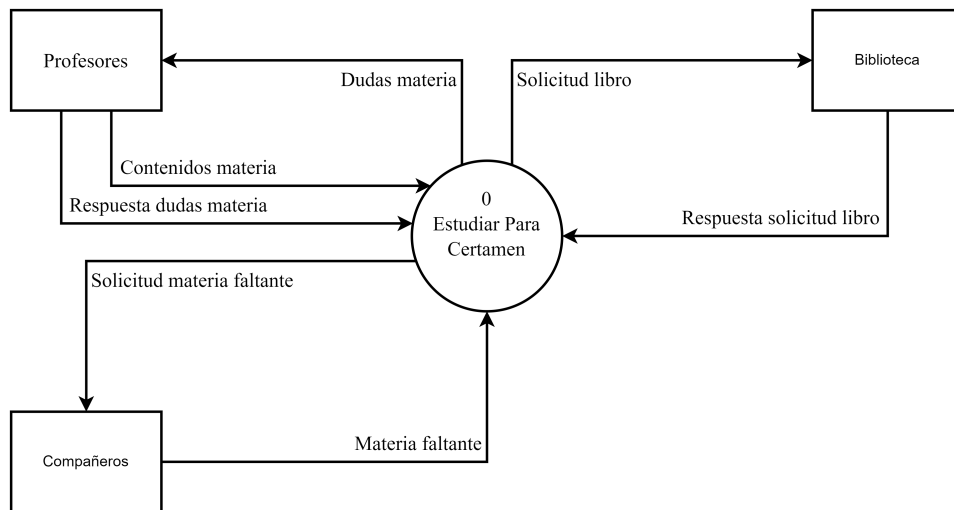 Profesores
Biblioteca
Dudas materia
Solicitud libro
Contenidos materia
Respuesta dudas materia
0
Estudiar Para
Certamen
Respuesta solicitud libro
Solicitud materia faltante
Materia faltante
Compañeros